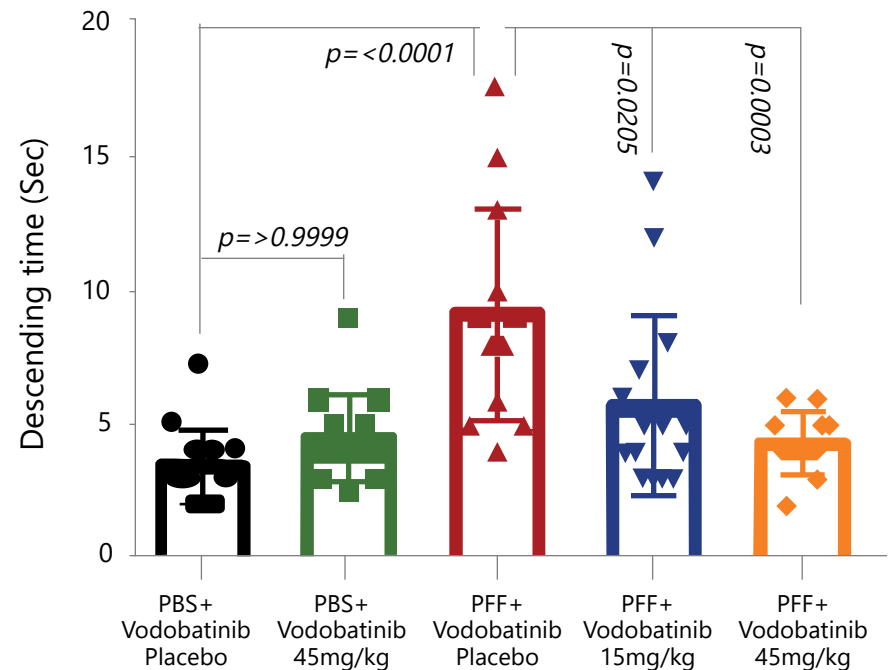 20
p=<0.0001
p=0.0205
p=0.0003
15
p=>0.9999
10
5
0
Descending time (Sec)
PBS+
Vodobatinib
Placebo
PBS+
Vodobatinib
45mg/kg
PFF+
Vodobatinib
Placebo
PFF+
Vodobatinib
15mg/kg
PFF+
Vodobatinib
45mg/kg